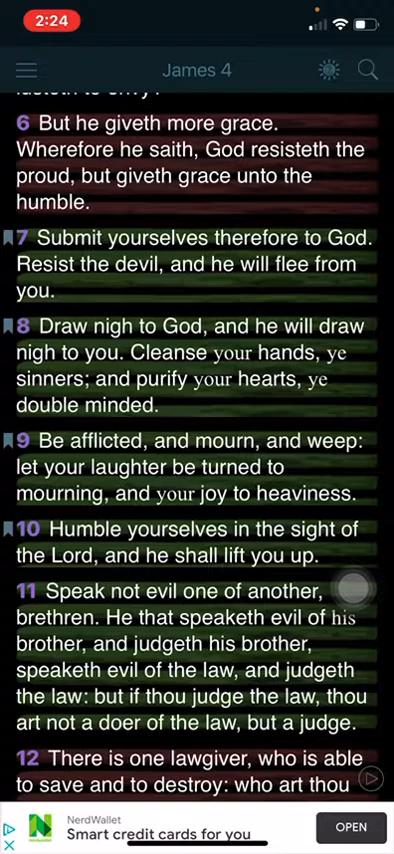 2:24
James 4
lusteth to envy?
6 But he giveth more grace.
Wherefore he saith, God resisteth the
proud, but giveth grace unto the
humble.
7 Submit yourselves therefore to God.
Resist the devil, and he will flee from
you.
8 Draw nigh to God, and he will draw
nigh to you. Cleanse your hands, ye
sinners; and purify your hearts, ye
double minded.
9 Be afflicted, and mourn, and weep:
let your laughter be turned to
mourning, and your joy to heaviness.
10 Humble yourselves in the sight of
the Lord, and he shall lift you up.
11 Speak not evil one of another,
brethren. He that speaketh evil of his
brother, and judgeth his brother,
speaketh evil of the law, and judgeth
the law: but if thou judge the law, thou
art not a doer of the law, but a judge.
12 There is one lawgiver, who is able
to save and to destroy: who art thou
NerdWallet
Smart credit cards for you
OPEN